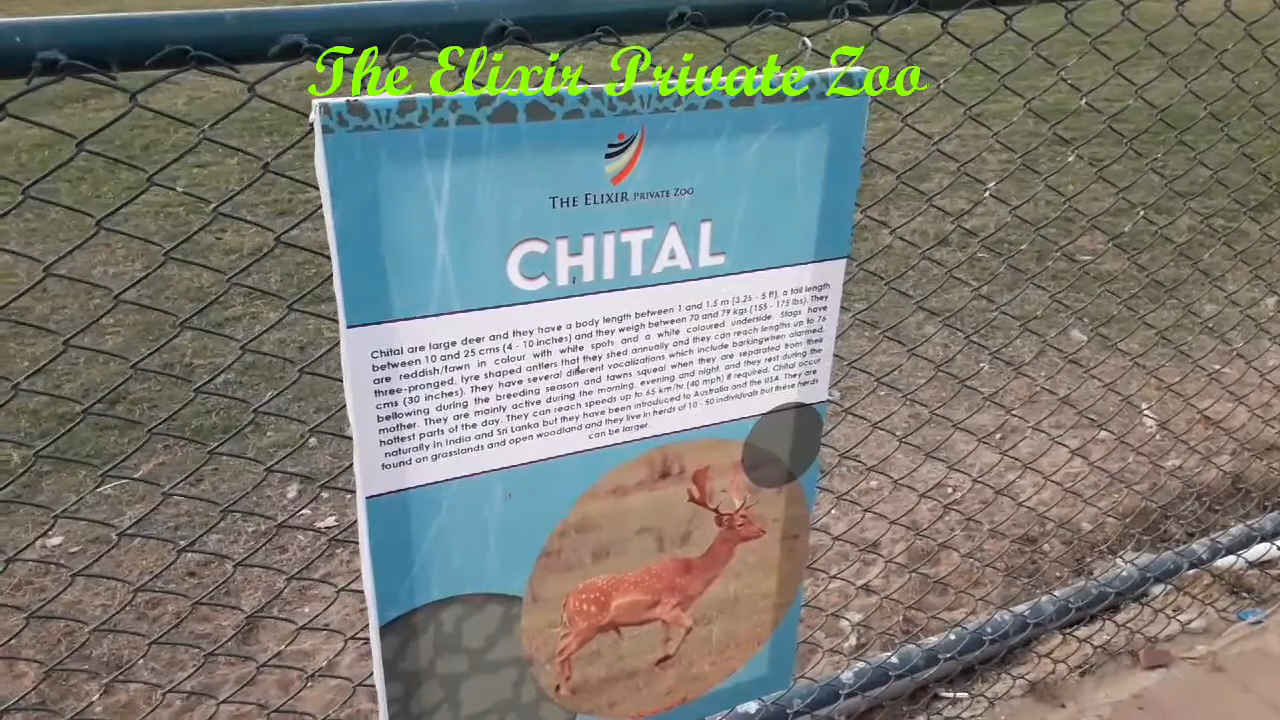 The Elixir Private Zoo
THE ELIXIR PRIVATE ZOO
CHITAL
Chital are large deer and they have a body length between 1 and 1.5 m (3.25 - 5 ft), a tail length
between 10 and 25 cms (4 - 10 inches) and they weigh between 70 and 79 kgs (155 - 175 lbs). They
are reddish/fawn in colour with white spots and a white coloured underside. Stags have
three-pronged, lyre shaped antlers that they shed annually and they can reach lengths up to 76
cms (30 inches). They have several different vocalizations which include barkingwhen alarmed,
bellowing during the breeding season and fawns squeal when they are separated from their
mother. They are mainly active during the morning, evening and night, and they rest during the
hottest parts of the day. They can reach speeds up to 65 km/hr (40 mph) if required. Chital occur
naturally in India and Sri Lanka but they have been introduced to Australia and the USA. They are
found on grasslands and open woodland and they live in herds of 10 - 50 individuals but these herds
can be larger.